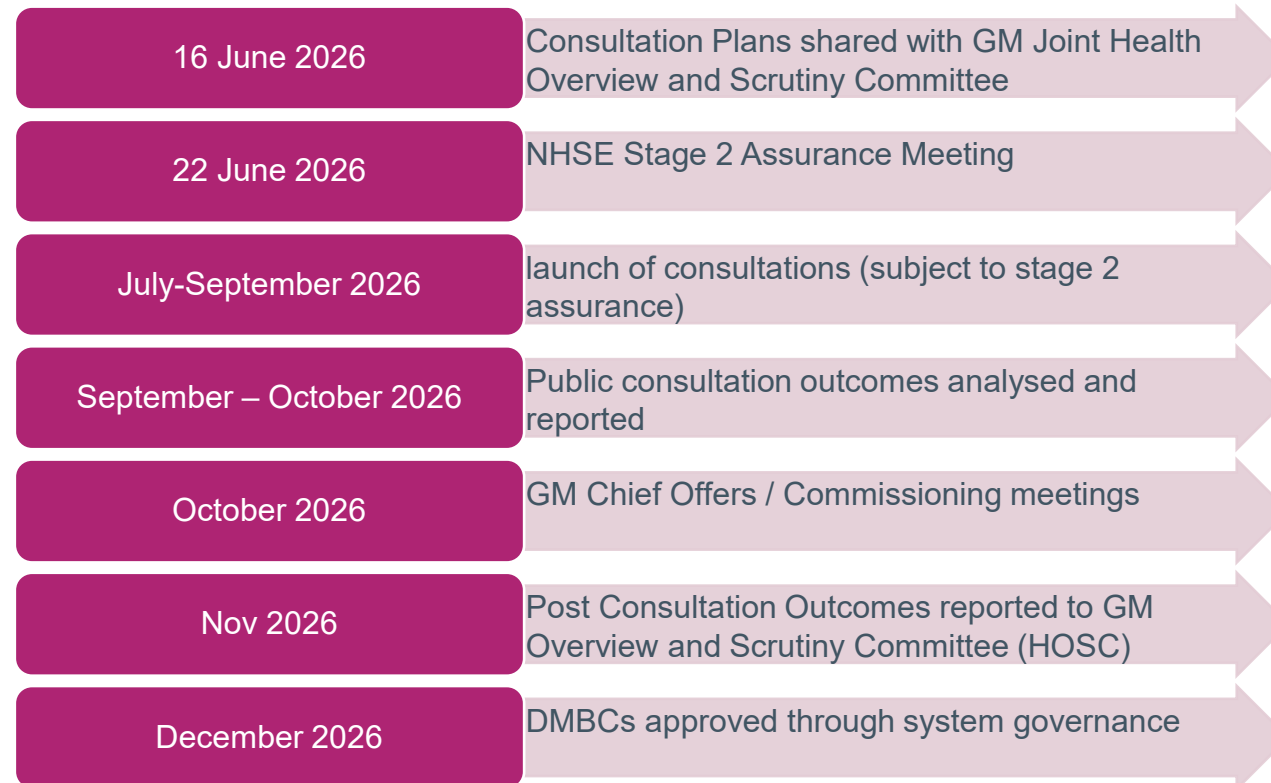 16 June 2026
Consultation Plans shared with GM Joint Health
Overview and Scrutiny Committee
22 June 2026
NHSE Stage 2 Assurance Meeting
July-September 2026
launch of consultations (subject to stage 2
assurance)
September – October 2026
Public consultation outcomes analysed and
reported
October 2026
GM Chief Offers / Commissioning meetings
Nov 2026
Post Consultation Outcomes reported to GM
Overview and Scrutiny Committee (HOSC)
December 2026
DMBCs approved through system governance